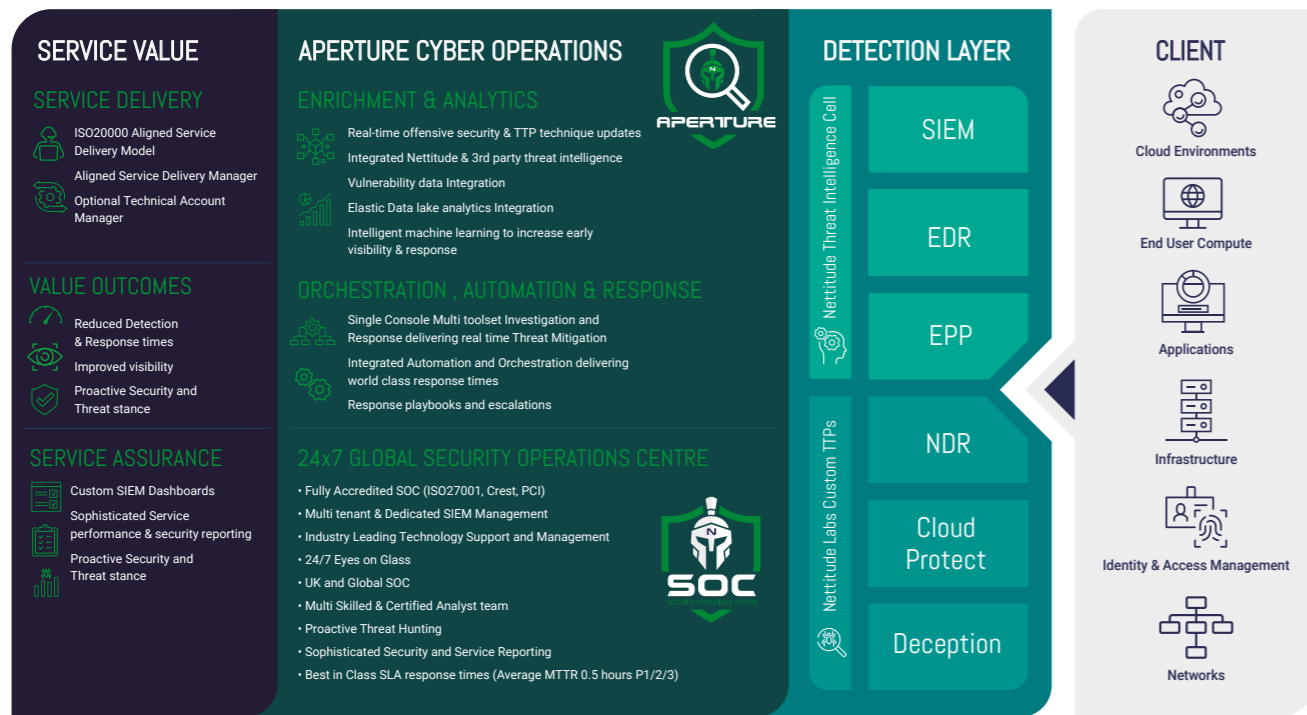 SERVICE VALUE
SERVICE DELIVERY
ISO20000 Aligned Service
Delivery Model
Aligned Service Delivery Manager
Optional Technical Account
Manager
VALUE OUTCOMES
Reduced Detection
& Response times
Improved visibility
Proactive Security and
Threat stance
SERVICE ASSURANCE
Custom SIEM Dashboards
Sophisticated Service
performance & security reporting
Proactive Security and
Threat stance
APERTURE CYBER OPERATIONS
N
APERTURE
ENRICHMENT & ANALYTICS
Real-time offensive security & TTP technique updates
Integrated Nettitude & 3rd party threat intelligence
Vulnerability data Integration
Elastic Data lake analytics Integration
Intelligent machine learning to increase early
visibility & response
ORCHESTRATION , AUTOMATION & RESPONSE
Single Console Multi toolset Investigation and
Response delivering real time Threat Mitigation
Integrated Automation and Orchestration delivering
world class response times
Response playbooks and escalations
24x7 GLOBAL SECURITY OPERATIONS CENTRE
• Fully Accredited SOC (ISO27001, Crest, PCI)
• Multi tenant & Dedicated SIEM Management
• Industry Leading Technology Support and Management
• 24/7 Eyes on Glass
• UK and Global SOC
• Multi Skilled & Certified Analyst team
• Proactive Threat Hunting
• Sophisticated Security and Service Reporting
• Best in Class SLA response times (Average MTTR 0.5 hours P1/2/3)
N
SOC
SECURITY OPERATIONS CENTRE
DETECTION LAYER
Nettitude Threat Intelligence Cell
Nettitude Labs Custom TTPs
SIEM
EDR
EPP
NDR
Cloud
Protect
Deception
CLIENT
Cloud Environments
End User Compute
Applications
Infrastructure
Identity & Access Management
Networks